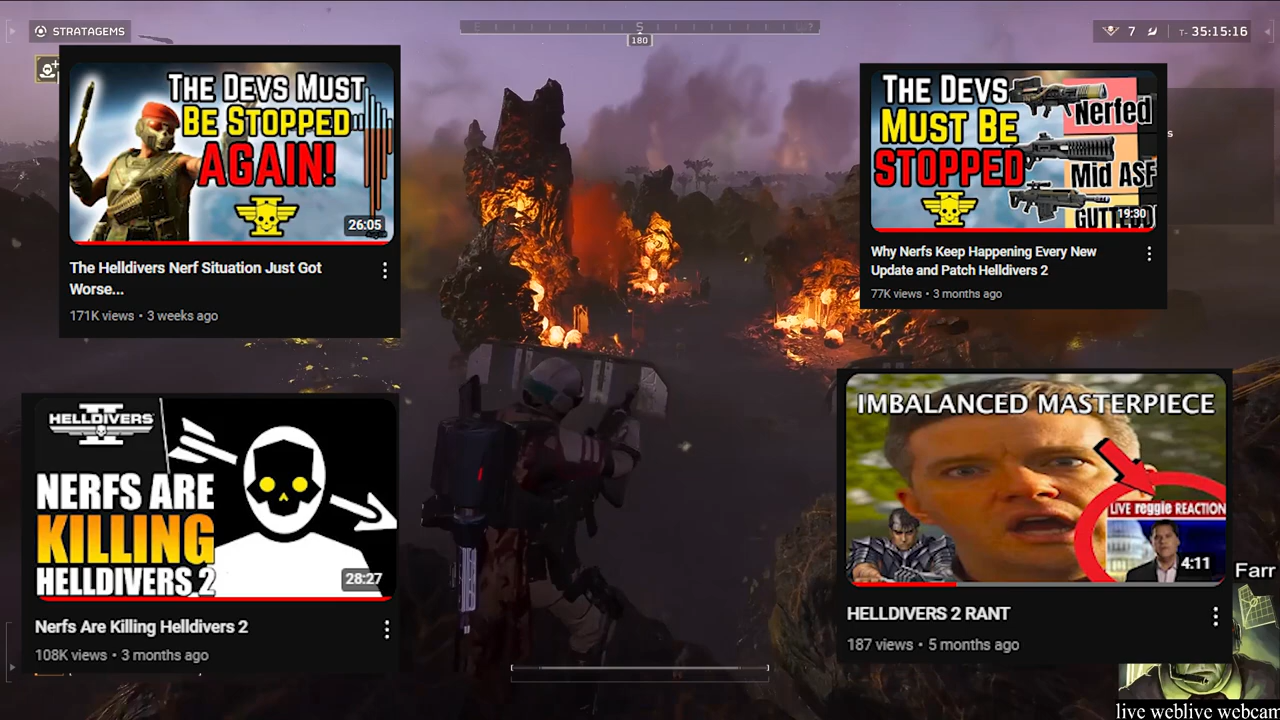 STRATAGEMS
E
S
180
7
T- 35:15:16
THE DEVS MUST
BE STOPPED
AGAIN!
26:05
The Helldivers Nerf Situation Just Got
Worse...
171K views • 3 weeks ago
THE DEVS
MUST BE
STOPPED
Nerfed
Mid ASF
GUTTEDD
19:30
Why Nerfs Keep Happening Every New
Update and Patch Helldivers 2
77K views • 3 months ago
s
HELLDIVERS
II
NERFS ARE
KILLING
HELLDIVERS 2
28:27
Nerfs Are Killing Helldivers 2
108K views • 3 months ago
IMBALANCED MASTERPIECE
LIVE reggie REACTION
4:11
HELLDIVERS 2 RANT
187 views • 5 months ago
Farr
live weblive webcam